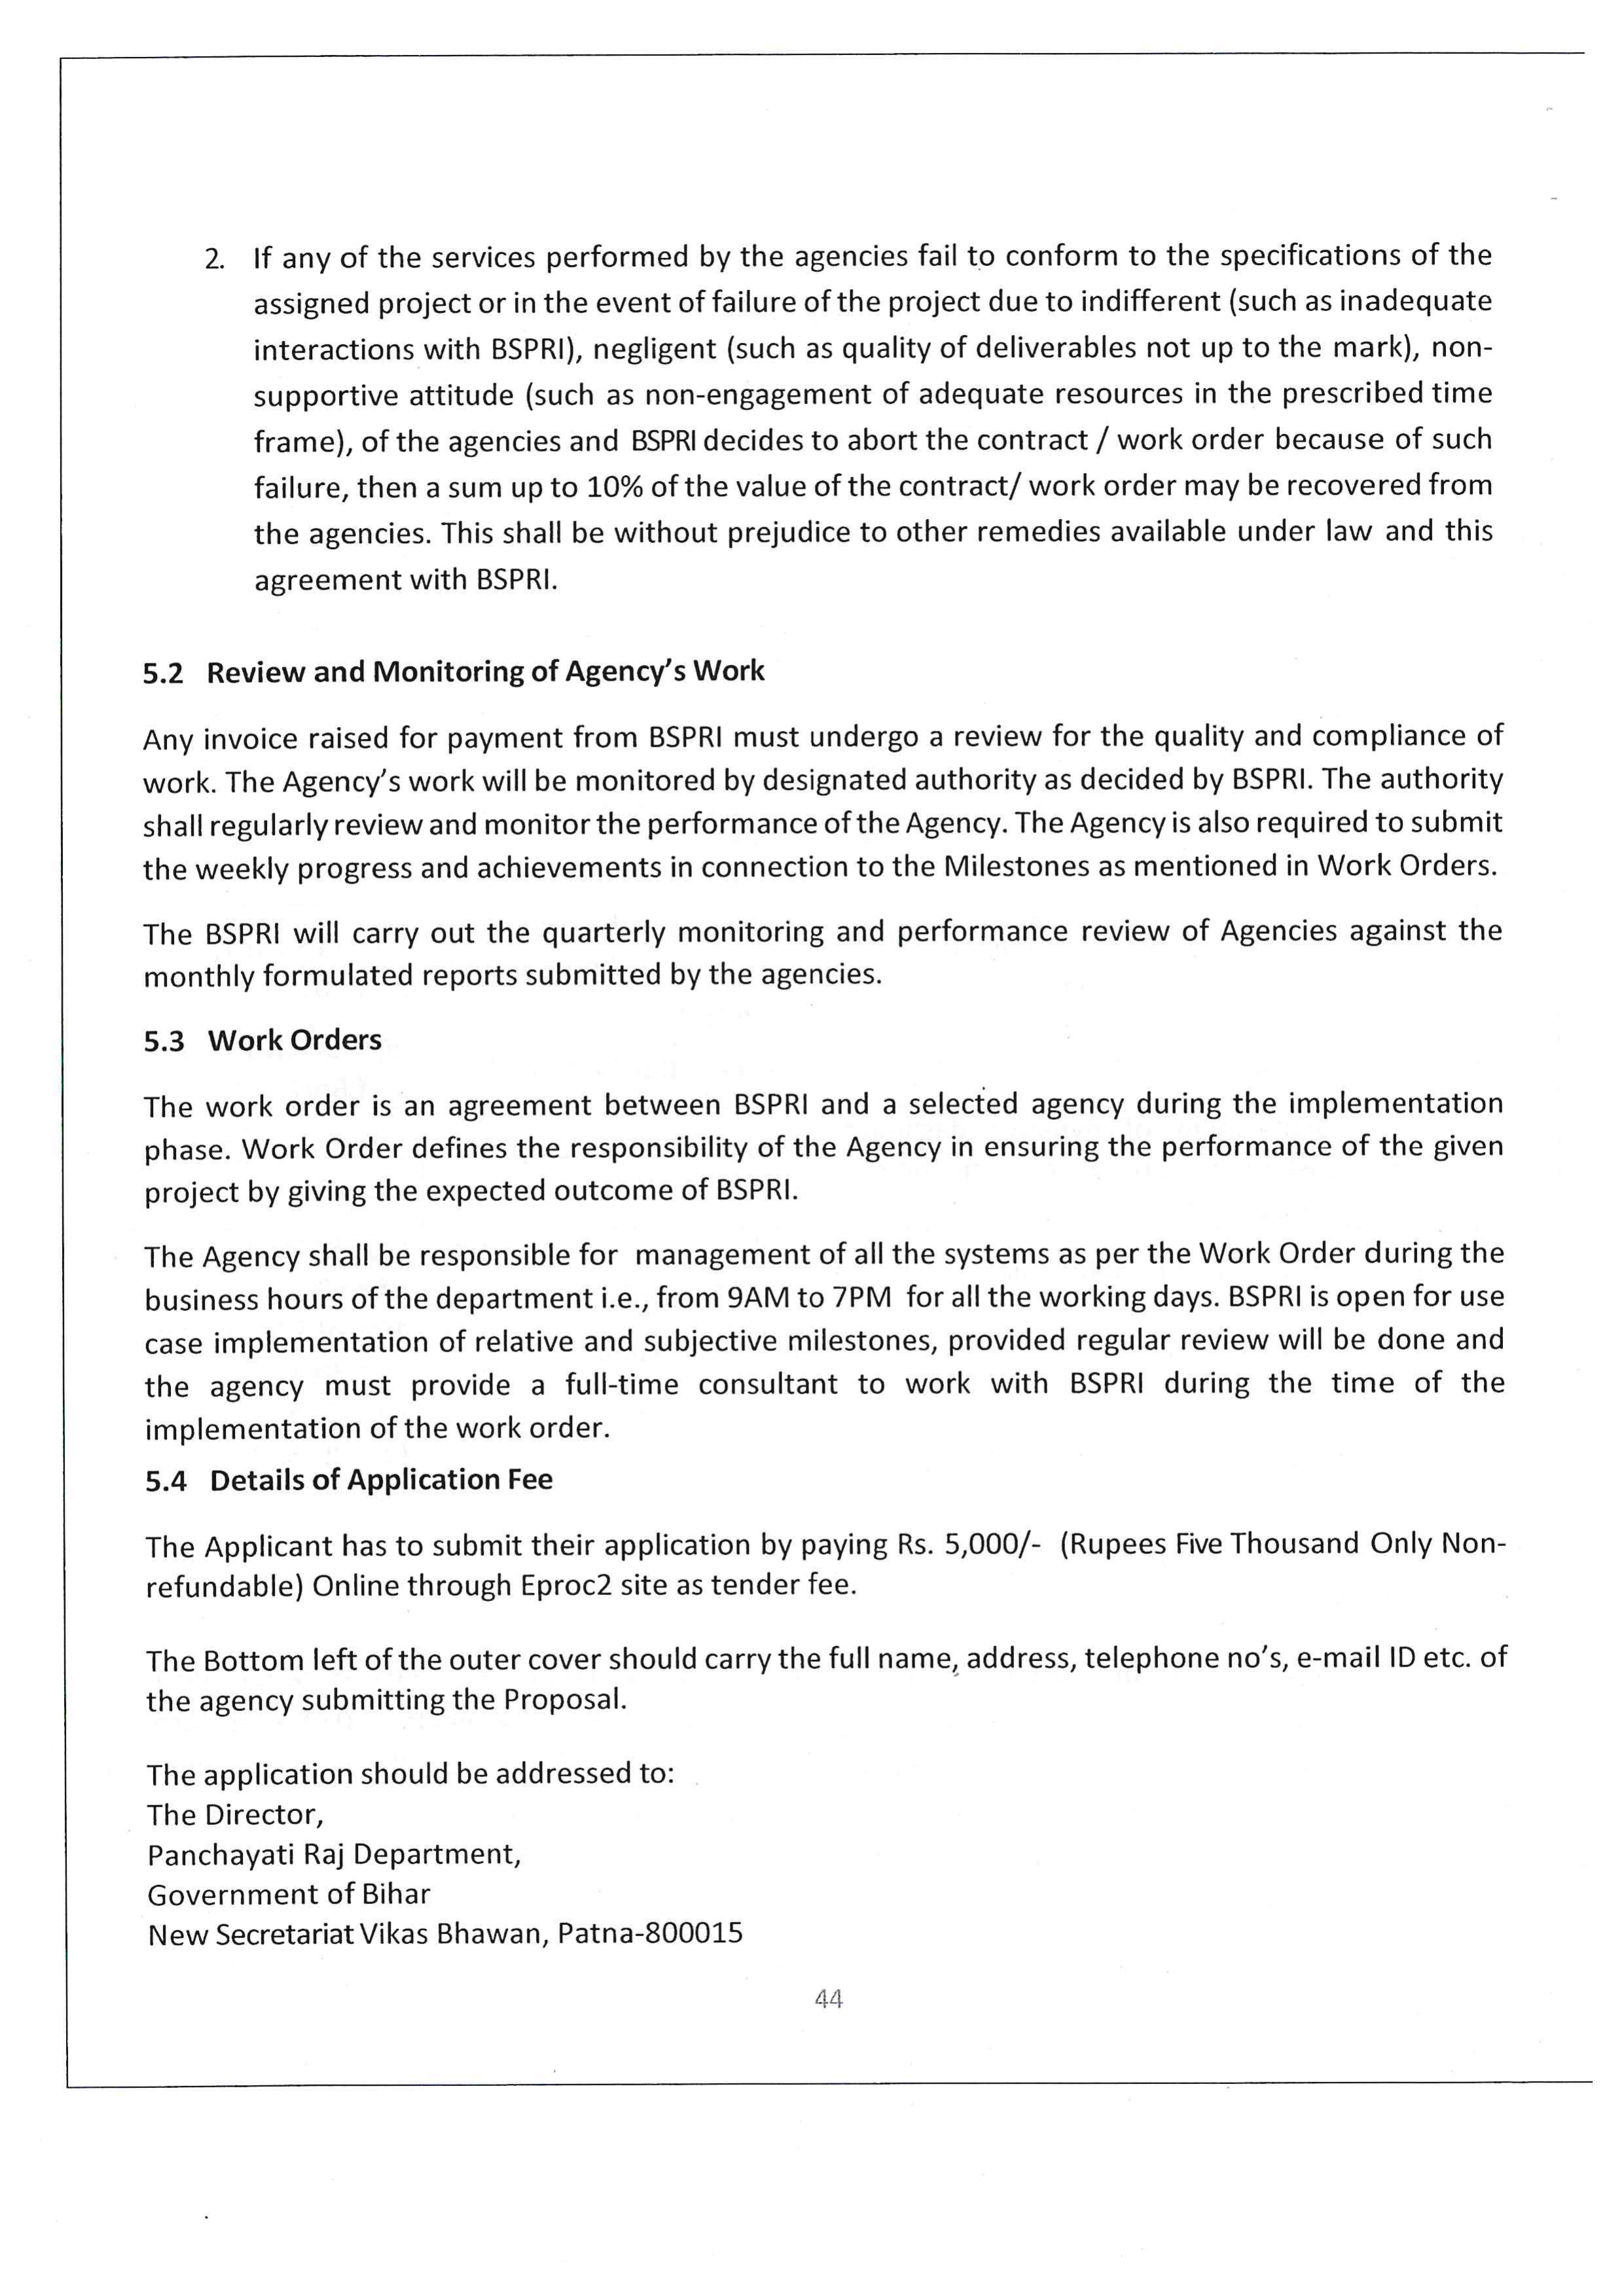 2. If any of the services performed by the agencies fail to conform to the specifications of the
assigned project or in the event of failure of the project due to indifferent (such as inadequate
interactions with BSPRI), negligent (such as quality of deliverables not up to the mark), non-
supportive attitude (such as non-engagement of adequate resources in the prescribed time
frame), of the agencies and BSPRI decides to abort the contract / work order because of such
failure, then a sum up to 10% of the value of the contract/ work order may be recovered from
the agencies. This shall be without prejudice to other remedies available under law and this
agreement with BSPRI.
5.2 Review and Monitoring of Agency's Work
Any invoice raised for payment from BSPRI must undergo a review for the quality and compliance of
work. The Agency's work will be monitored by designated authority as decided by BSPRI. The authority
shall regularly review and monitor the performance of the Agency. The Agency is also required to submit
the weekly progress and achievements in connection to the Milestones as mentioned in Work Orders.
The BSPRI will carry out the quarterly monitoring and performance review of Agencies against the
monthly formulated reports submitted by the agencies.
5.3 Work Orders
The work order is an agreement between BSPRI and a selected agency during the implementation
phase. Work Order defines the responsibility of the Agency in ensuring the performance of the given
project by giving the expected outcome of BSPRI.
The Agency shall be responsible for management of all the systems as per the Work Order during the
business hours of the department i.e., from 9AM to 7PM for all the working days. BSPRI is open for use
case implementation of relative and subjective milestones, provided regular review will be done and
the agency must provide a full-time consultant to work with BSPRI during the time of the
implementation of the work order.
5.4 Details of Application Fee
The Applicant has to submit their application by paying Rs. 5,000/- (Rupees Five Thousand Only Non-
refundable) Online through Eproc2 site as tender fee.
The Bottom left of the outer cover should carry the full name, address, telephone no's, e-mail ID etc. of
the agency submitting the Proposal.
The application should be addressed to:
The Director,
Panchayati Raj Department,
Government of Bihar
New Secretariat Vikas Bhawan, Patna-800015
44